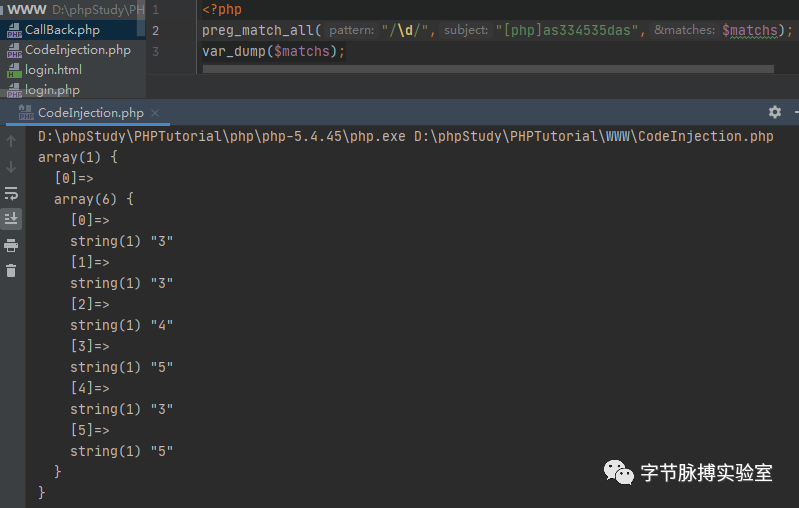 WWW D:\phpStudy\PH
CallBack.php
CodeInjection.php
login.html
login.php
1 <?php
2 preg_match_all( pattern: "/\d/", subject: "[php]as334535das", &matches: $matchs);
3 var_dump($matchs);
CodeInjection.php
D:\phpStudy\PHPTutorial\php\php-5.4.45\php.exe D:\phpStudy\PHPTutorial\WWW\CodeInjection.php
array(1) {
[0]=>
array(6) {
[0]=>
string(1) "3"
[1]=>
string(1) "3"
[2]=>
string(1) "4"
[3]=>
string(1) "5"
[4]=>
string(1) "3"
[5]=>
string(1) "5"
}
}
字节脉搏实验室